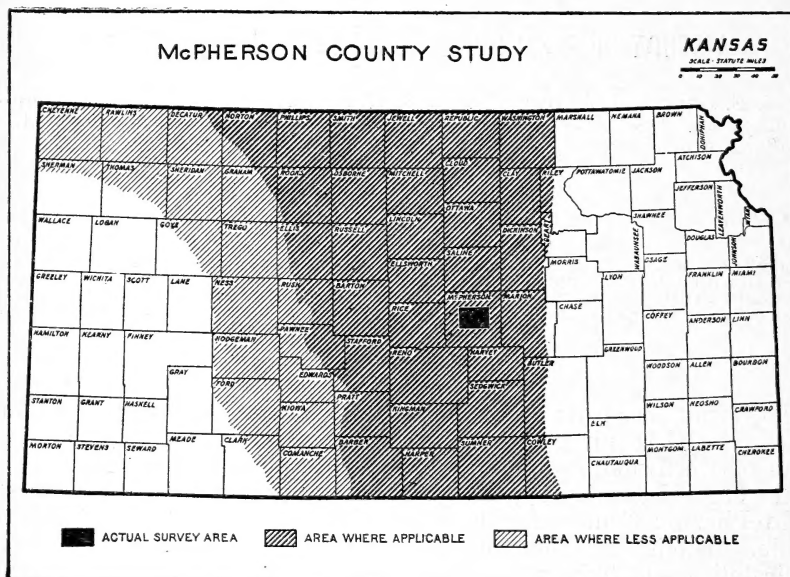 McPHERSON COUNTY STUDY
KANSAS
SCALE - STATUTE MILES
0 10 20 30 40 50
CHEYENNE RAWLINS DECATUR NORTON PHILLIPS SMITH JEWELL REPUBLIC WASHINGTON MARSHALL NEMAHA BROWN DONIPHAN
SHERMAN THOMAS SHERIDAN GRAHAM ROOKS OSBORNE MITCHELL CLOUD CLAY RILEY POTTAWATOMIE JACKSON ATCHISON
JEFFERSON LEAVENWORTH
WALLACE LOGAN GOVE TREGO ELLIS RUSSELL LINCOLN OTTAWA DICKINSON GEARY WABAUNSEE SHAWNEE DOUGLAS JOHNSON
ELLSWORTH SALINE MORRIS OSAGE
GREELEY WICHITA SCOTT LANE NESS RUSH BARTON RICE McPHERSON MARION CHASE LYON FRANKLIN MIAMI
HAMILTON KEARNY FINNEY HODGEMAN PAWNEE STAFFORD RENO HARVEY COFFEY ANDERSON LINN
GRAY FORD EDWARDS PRATT SEDGWICK BUTLER GREENWOOD WOODSON ALLEN BOURBON
STANTON GRANT HASKELL KIOWA KINGMAN ELK WILSON NEOSHO CRAWFORD
MORTON STEVENS SEWARD MEADE CLARK COMANCHE BARBER HARPER SUMNER COWLEY CHAUTAUQUA MONTGOM. LABETTE CHEROKEE
ACTUAL SURVEY AREA
AREA WHERE APPLICABLE
AREA WHERE LESS APPLICABLE